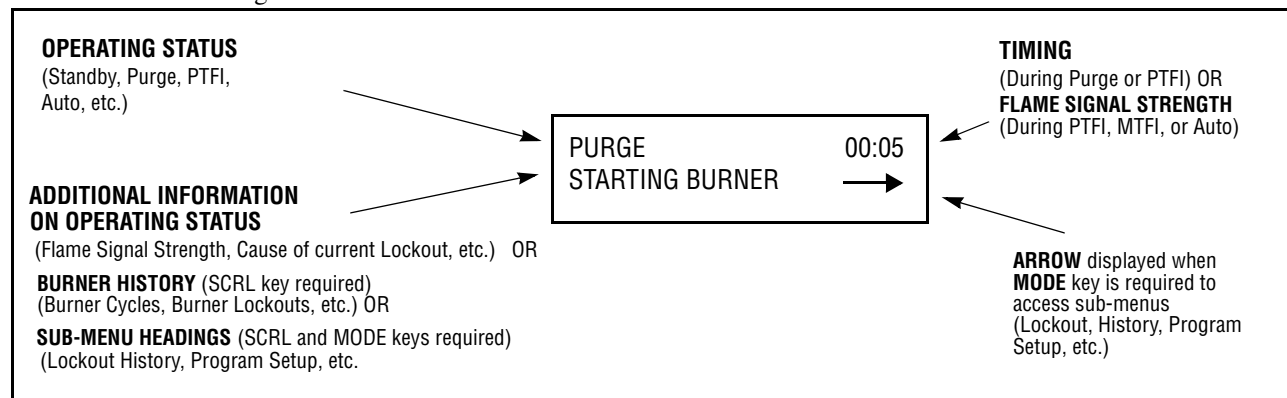 OPERATING STATUS
(Standby, Purge, PTFI,
Auto, etc.)
ADDITIONAL INFORMATION
ON OPERATING STATUS
(Flame Signal Strength, Cause of current Lockout, etc.) OR
BURNER HISTORY (SCRL key required)
(Burner Cycles, Burner Lockouts, etc.) OR
SUB-MENU HEADINGS (SCRL and MODE keys required)
(Lockout History, Program Setup, etc.
PURGE 00:05
STARTING BURNER
TIMING
(During Purge or PTFI) OR
FLAME SIGNAL STRENGTH
(During PTFI, MTFI, or Auto)
ARROW displayed when
MODE key is required to
access sub-menus
(Lockout, History, Program
Setup, etc.)